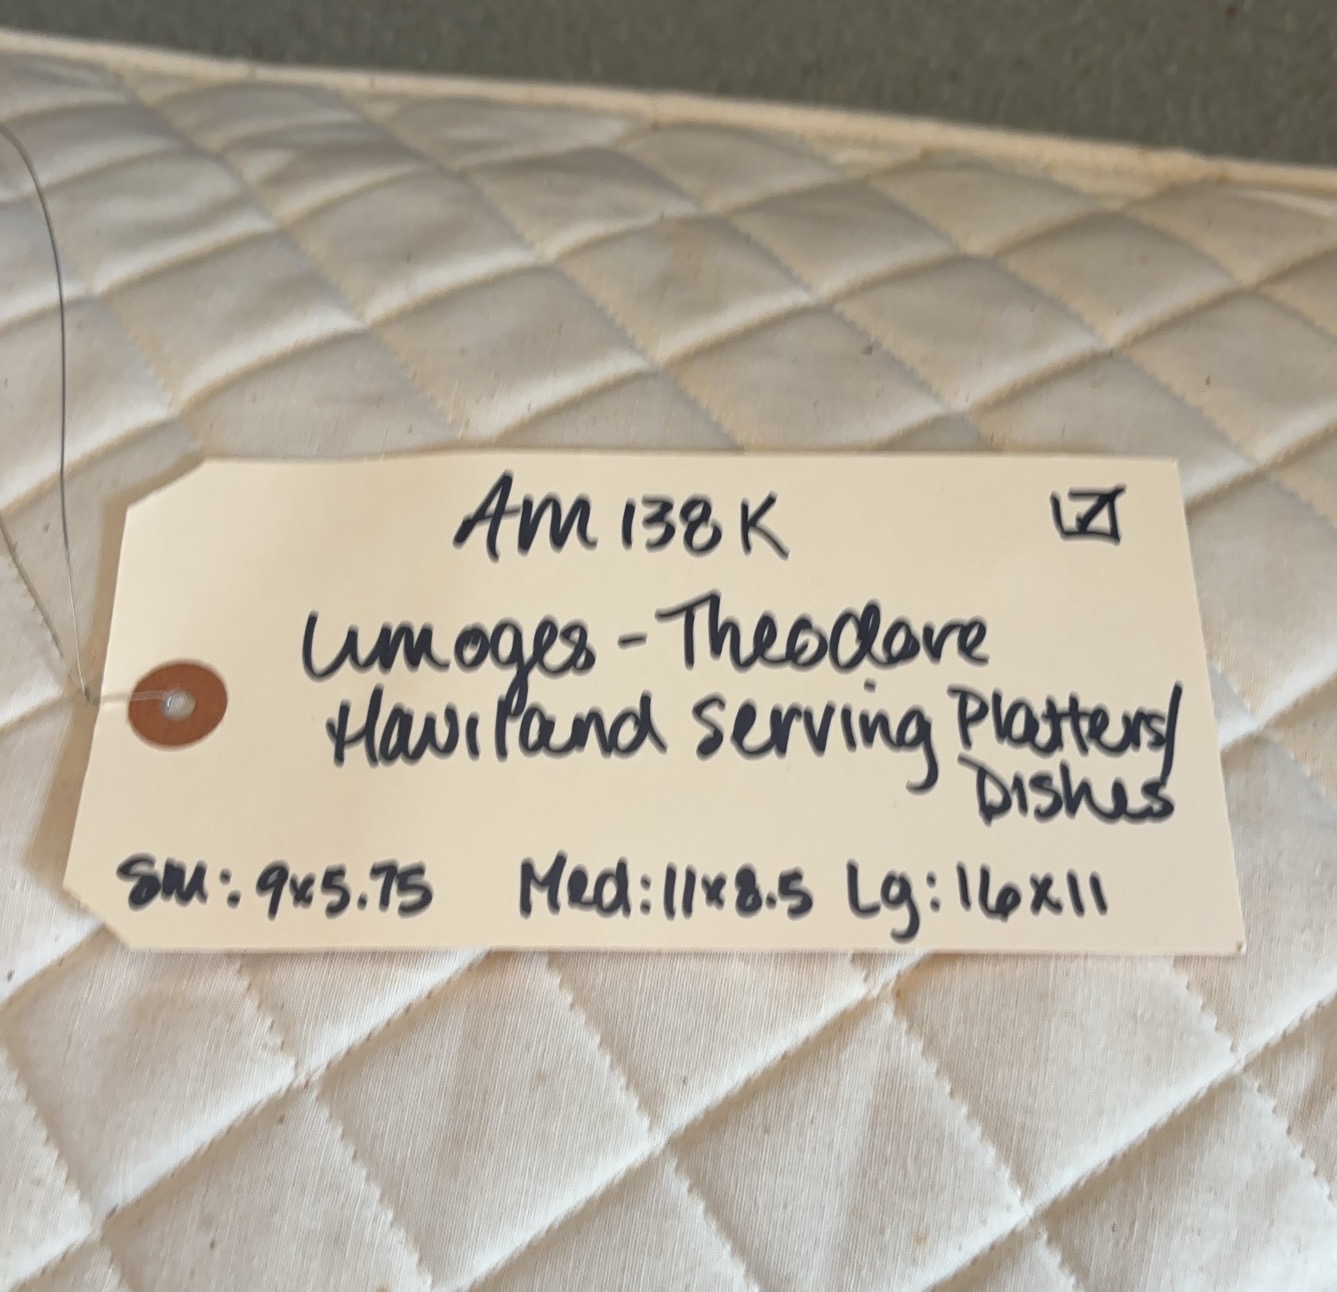 Am 138 K
Limoges - Theodore
Haviland Serving Platters/
Dishes
Sm: 9x5.75 Med: 11x8.5 Lg: 16x11